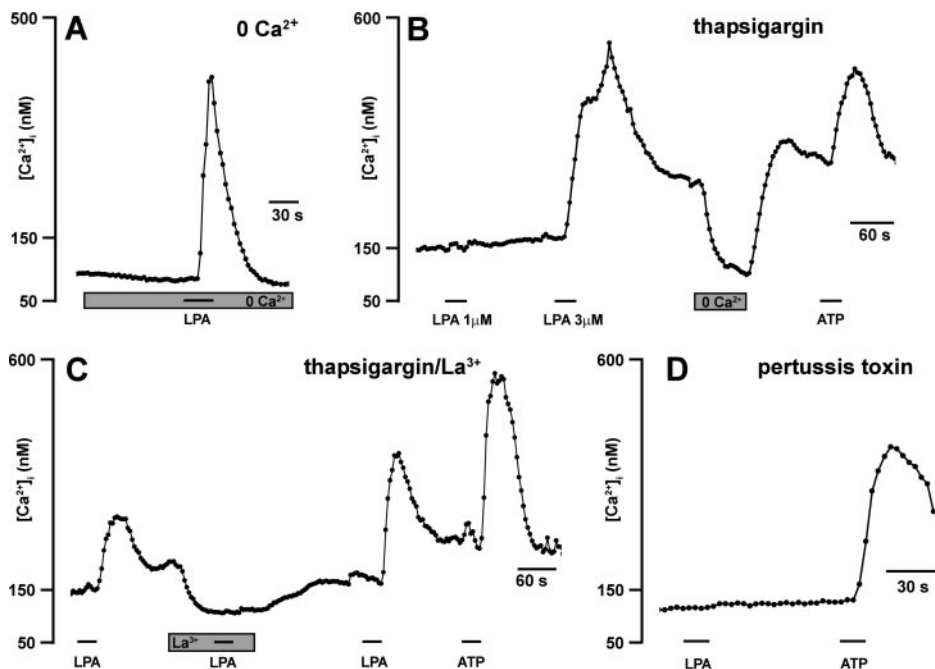 A
0 Ca²⁺
500
150
50
[Ca²⁺]ᵢ (nM)
30 s
0 Ca²⁺
LPA
B
thapsigargin
600
150
50
[Ca²⁺]ᵢ (nM)
60 s
LPA 1μM
LPA 3μM
0 Ca²⁺
ATP
C
thapsigargin/La³⁺
600
150
50
[Ca²⁺]ᵢ (nM)
60 s
LPA
La³⁺
LPA
LPA
ATP
D
pertussis toxin
600
150
50
[Ca²⁺]ᵢ (nM)
30 s
LPA
ATP